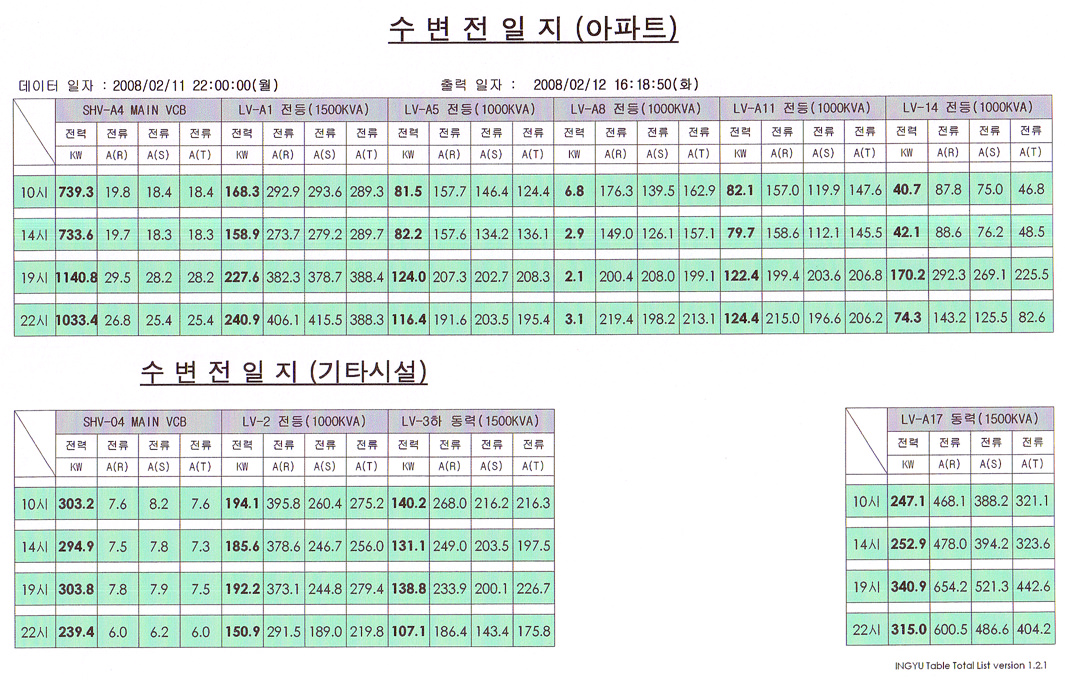 수 변 전 일 지 (아파트)
데이터 일자 : 2008/02/11 22:00:00(월) 출력 일자 : 2008/02/12 16:18:50(화)
SHV-A4 MAIN VCB LV-A1 전등(1500KVA) LV-A5 전등(1000KVA) LV-A8 전등(1000KVA) LV-A11 전등(1000KVA) LV-14 전등(1000KVA)
전력 전류 전류 전류 전력 전류 전류 전류 전력 전류 전류 전류 전력 전류 전류 전류 전력 전류 전류 전류 전력 전류 전류 전류
KW A(R) A(S) A(T) KW A(R) A(S) A(T) KW A(R) A(S) A(T) KW A(R) A(S) A(T) KW A(R) A(S) A(T) KW A(R) A(S) A(T)
10시 739.3 19.8 18.4 18.4 168.3 292.9 293.6 289.3 81.5 157.7 146.4 124.4 6.8 176.3 139.5 162.9 82.1 157.0 119.9 147.6 40.7 87.8 75.0 46.8
14시 733.6 19.7 18.3 18.3 158.9 273.7 279.2 289.7 82.2 157.6 134.2 136.1 2.9 149.0 126.1 157.1 79.7 158.6 112.1 145.5 42.1 88.6 76.2 48.5
19시 1140.8 29.5 28.2 28.2 227.6 382.3 378.7 388.4 124.0 207.3 202.7 208.3 2.1 200.4 208.0 199.1 122.4 199.4 203.6 206.8 170.2 292.3 269.1 225.5
22시 1033.4 26.8 25.4 25.4 240.9 406.1 415.5 388.3 116.4 191.6 203.5 195.4 3.1 219.4 198.2 213.1 124.4 215.0 196.6 206.2 74.3 143.2 125.5 82.6
수 변 전 일 지 (기타시설)
SHV-04 MAIN VCB LV-2 전등(1000KVA) LV-3하 동력(1500KVA)
전력 전류 전류 전류 전력 전류 전류 전류 전력 전류 전류 전류
KW A(R) A(S) A(T) KW A(R) A(S) A(T) KW A(R) A(S) A(T)
10시 303.2 7.6 8.2 7.6 194.1 395.8 260.4 275.2 140.2 268.0 216.2 216.3
14시 294.9 7.5 7.8 7.3 185.6 378.6 246.7 256.0 131.1 249.0 203.5 197.5
19시 303.8 7.8 7.9 7.5 192.2 373.1 244.8 279.4 138.8 233.9 200.1 226.7
22시 239.4 6.0 6.2 6.0 150.9 291.5 189.0 219.8 107.1 186.4 143.4 175.8
LV-A17 동력(1500KVA)
전력 전류 전류 전류
KW A(R) A(S) A(T)
10시 247.1 468.1 388.2 321.1
14시 252.9 478.0 394.2 323.6
19시 340.9 654.2 521.3 442.6
22시 315.0 600.5 486.6 404.2
INGYU Table Total List version 1.2.1